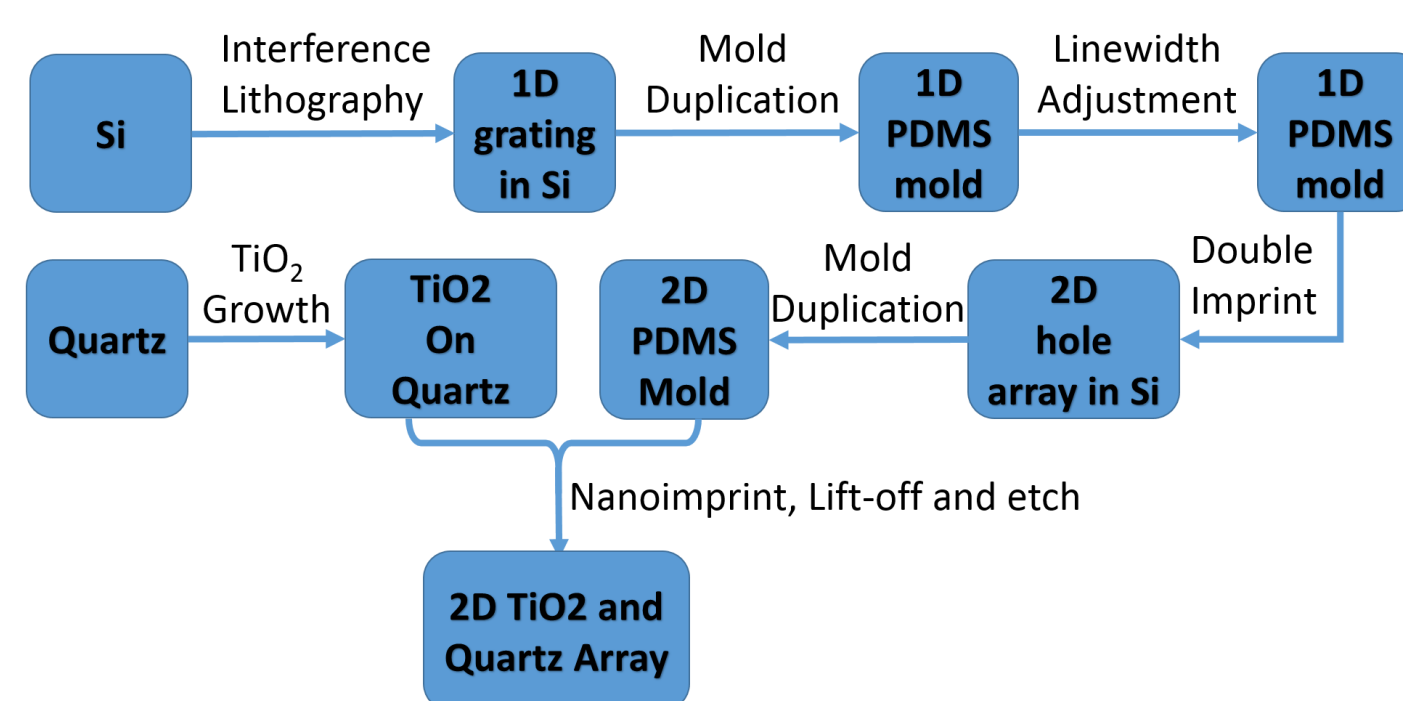 Si
Interference
Lithography
1D
grating
in Si
Mold
Duplication
1D
PDMS
mold
Linewidth
Adjustment
1D
PDMS
mold
Double
Imprint
2D
hole
array in Si
Mold
Duplication
2D
PDMS
Mold
Quartz
TiO₂
Growth
TiO2
On
Quartz
Nanoimprint, Lift-off and etch
2D TiO2 and
Quartz Array